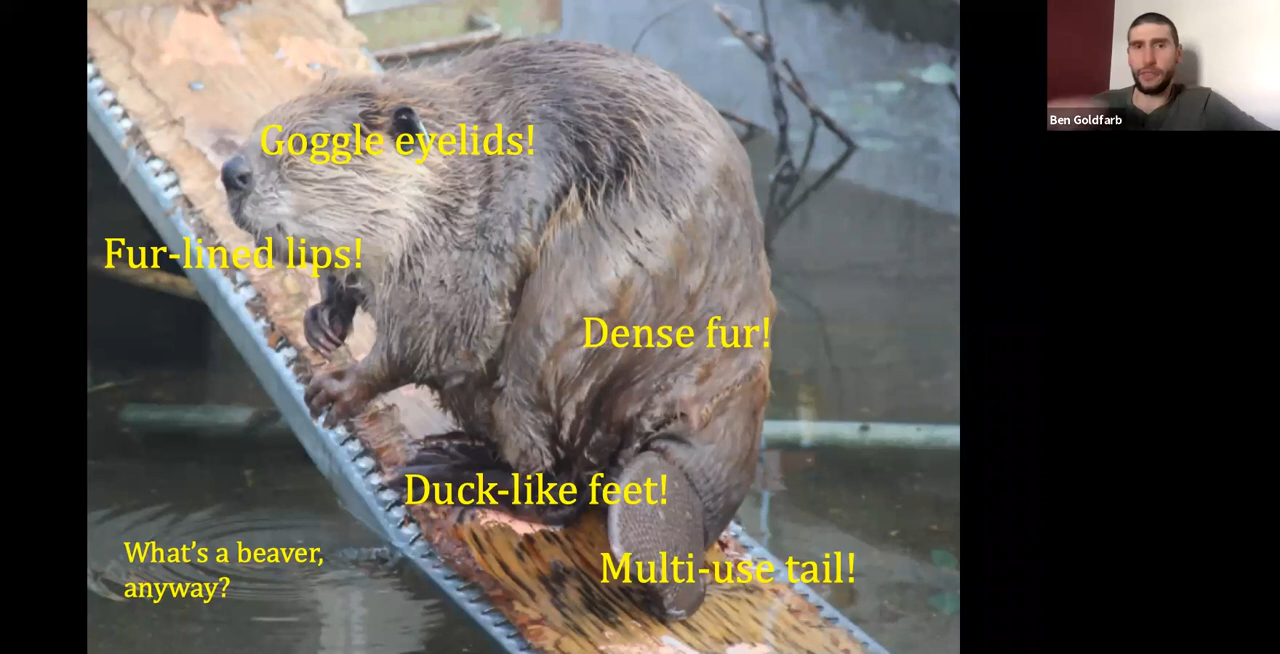 Goggle eyelids!
Fur-lined lips!
Dense fur!
Duck-like feet!
Multi-use tail!
What's a beaver,
anyway?
Ben Goldfarb